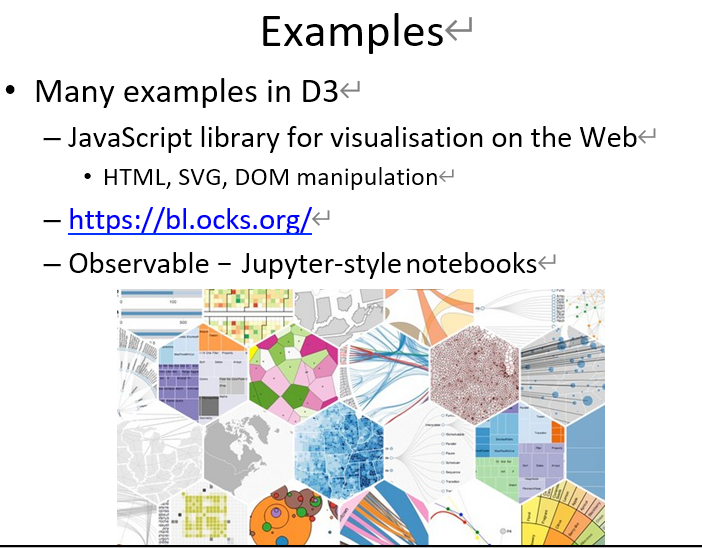 Examples
• Many examples in D3
– JavaScript library for visualisation on the Web
• HTML, SVG, DOM manipulation
– https://bl.ocks.org/
– Observable – Jupyter-style notebooks